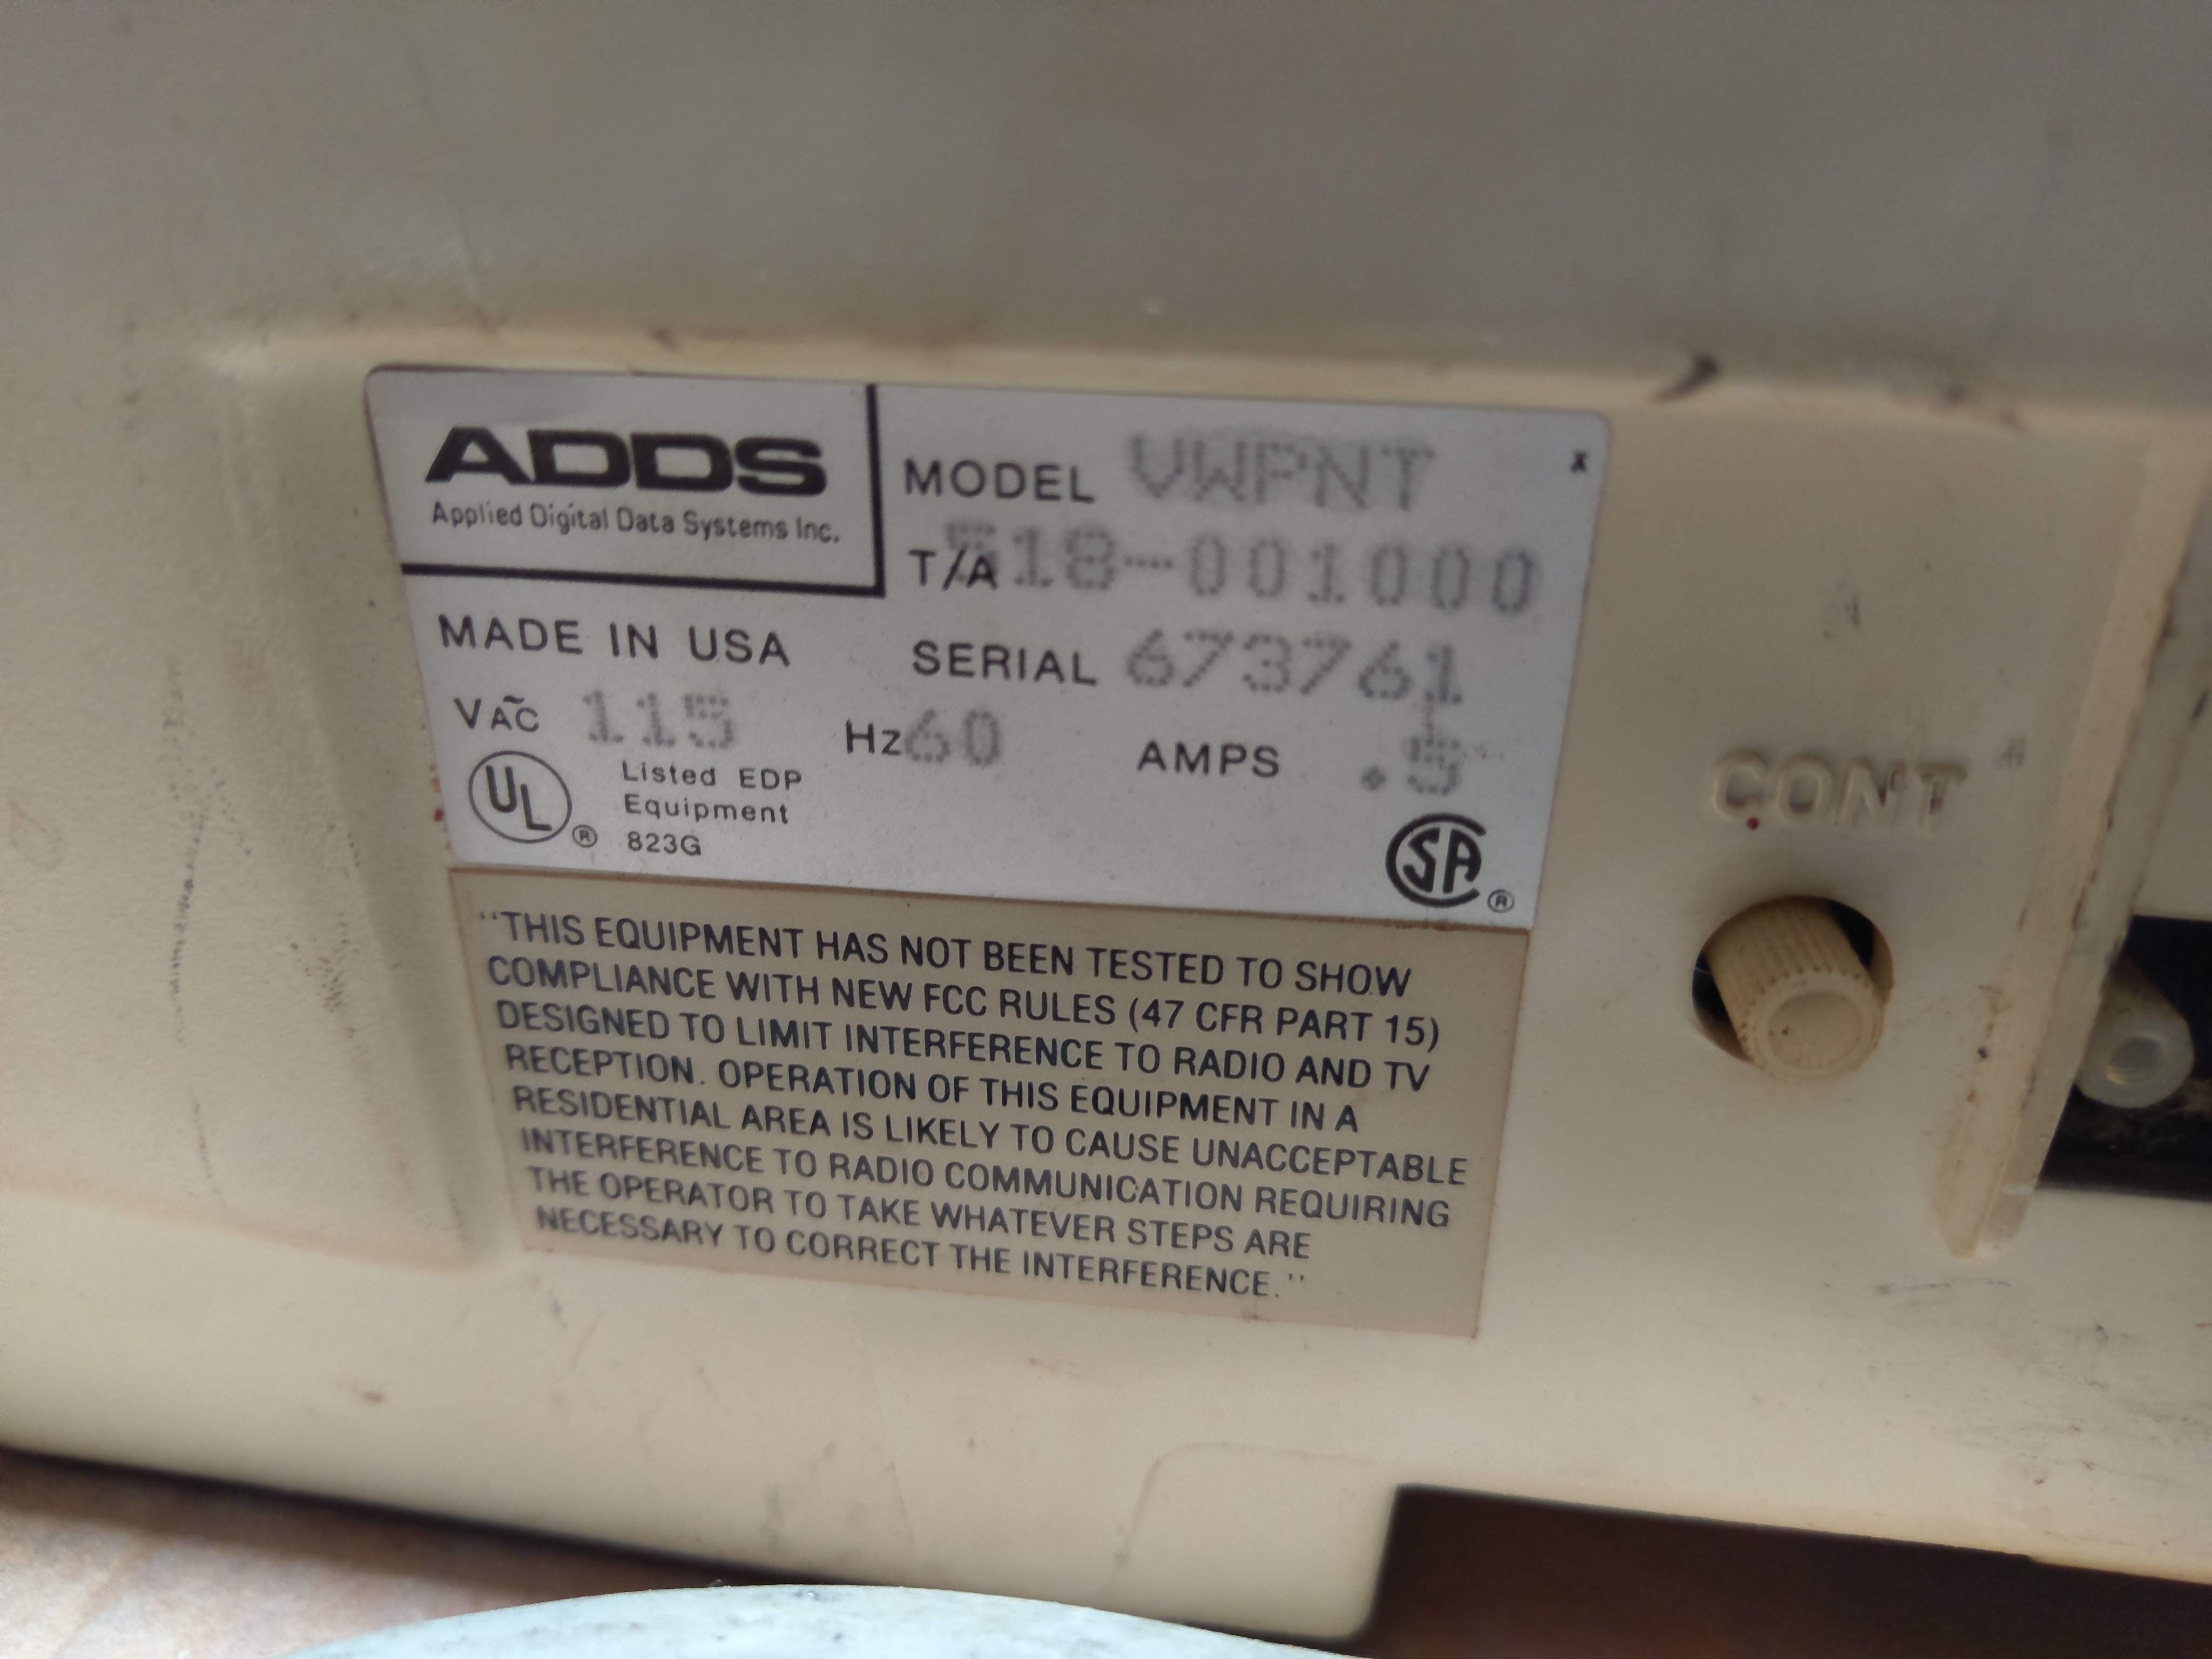 ADDS
Applied Digital Data Systems Inc.
MODEL VWPNT
x
T/A 518-001000
MADE IN USA
SERIAL 673761
VAC 115 Hz 60 AMPS .5
UL ®
Listed EDP
Equipment
823G
SA ®
"THIS EQUIPMENT HAS NOT BEEN TESTED TO SHOW
COMPLIANCE WITH NEW FCC RULES (47 CFR PART 15)
DESIGNED TO LIMIT INTERFERENCE TO RADIO AND TV
RECEPTION. OPERATION OF THIS EQUIPMENT IN A
RESIDENTIAL AREA IS LIKELY TO CAUSE UNACCEPTABLE
INTERFERENCE TO RADIO COMMUNICATION REQUIRING
THE OPERATOR TO TAKE WHATEVER STEPS ARE
NECESSARY TO CORRECT THE INTERFERENCE."
CONT